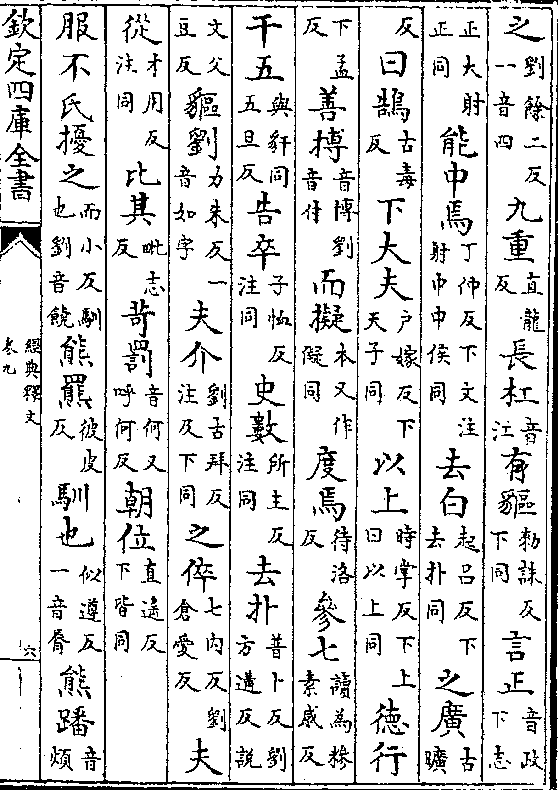 之劉餘二反一音四九重直龍反長杠音江有貙勑誅反下同言正音政下志
正大射正同能中焉丁仲反下文注射中中侯同去白起呂反下去扑同之廣古曠
反曰鵠古毒反下大夫户嫁反下天子同以上時掌反下上曰以上同德行
下孟反善搏音博劉音付而擬本又作儗同度焉待洛反參七讀為糝素感反
干五與豻同五旦反告卒子恤反注同史數所主反注同去扑普卜反劉方遘反說
文父豆反貙劉力朱反一音如字夫介劉古拜反注及下同之倅七内反劉倉愛反夫
從才用反注同比其毗志反苛罰音何又呼何反朝位直遙反下皆同
服不氏擾之而小反馴也劉音饒熊羆彼皮反馴也似遵反一音脣熊蹯音煩
欽定四庫全書
經典釋文
卷九
六